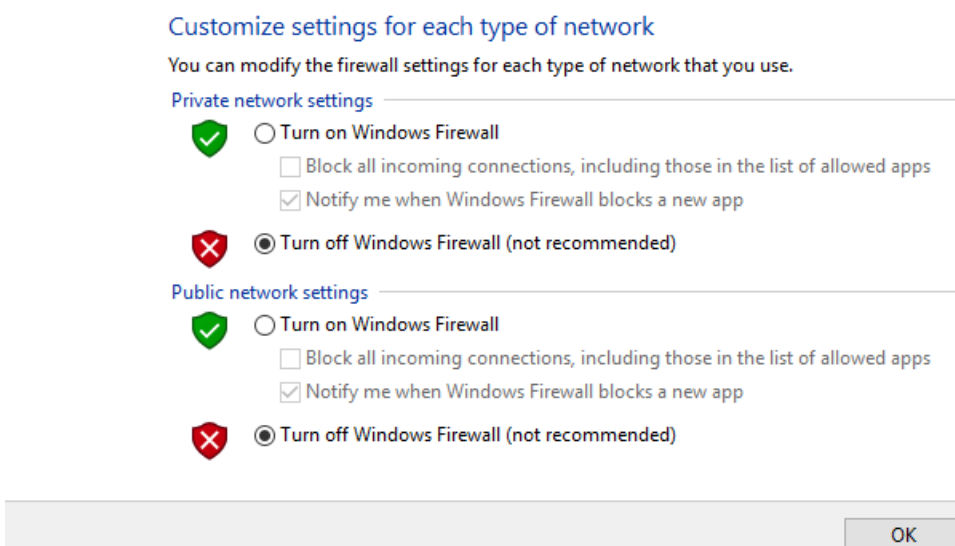 Customize settings for each type of network
You can modify the firewall settings for each type of network that you use.
Private network settings
Turn on Windows Firewall
Block all incoming connections, including those in the list of allowed apps
Notify me when Windows Firewall blocks a new app
Turn off Windows Firewall (not recommended)
Public network settings
Turn on Windows Firewall
Block all incoming connections, including those in the list of allowed apps
Notify me when Windows Firewall blocks a new app
Turn off Windows Firewall (not recommended)
OK